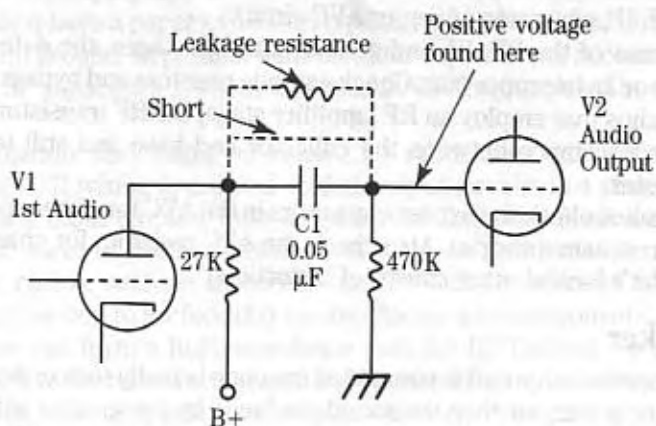 Leakage resistance
Positive voltage
found here
Short
V2
Audio
Output
V1
1st Audio
C1
0.05
µF
27K
470K
B+